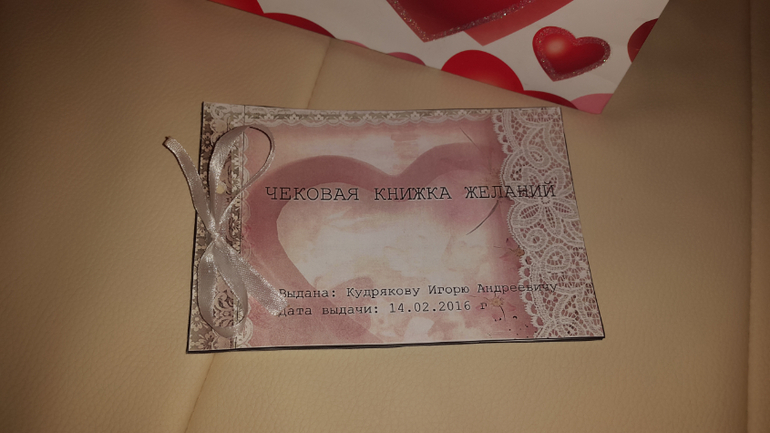 ЧЕКОВАЯ КНИЖКА ЖЕЛАНИЙ
Выдана: Кудрякову Игорю Андреевичу
Дата выдачи: 14.02.2016 г